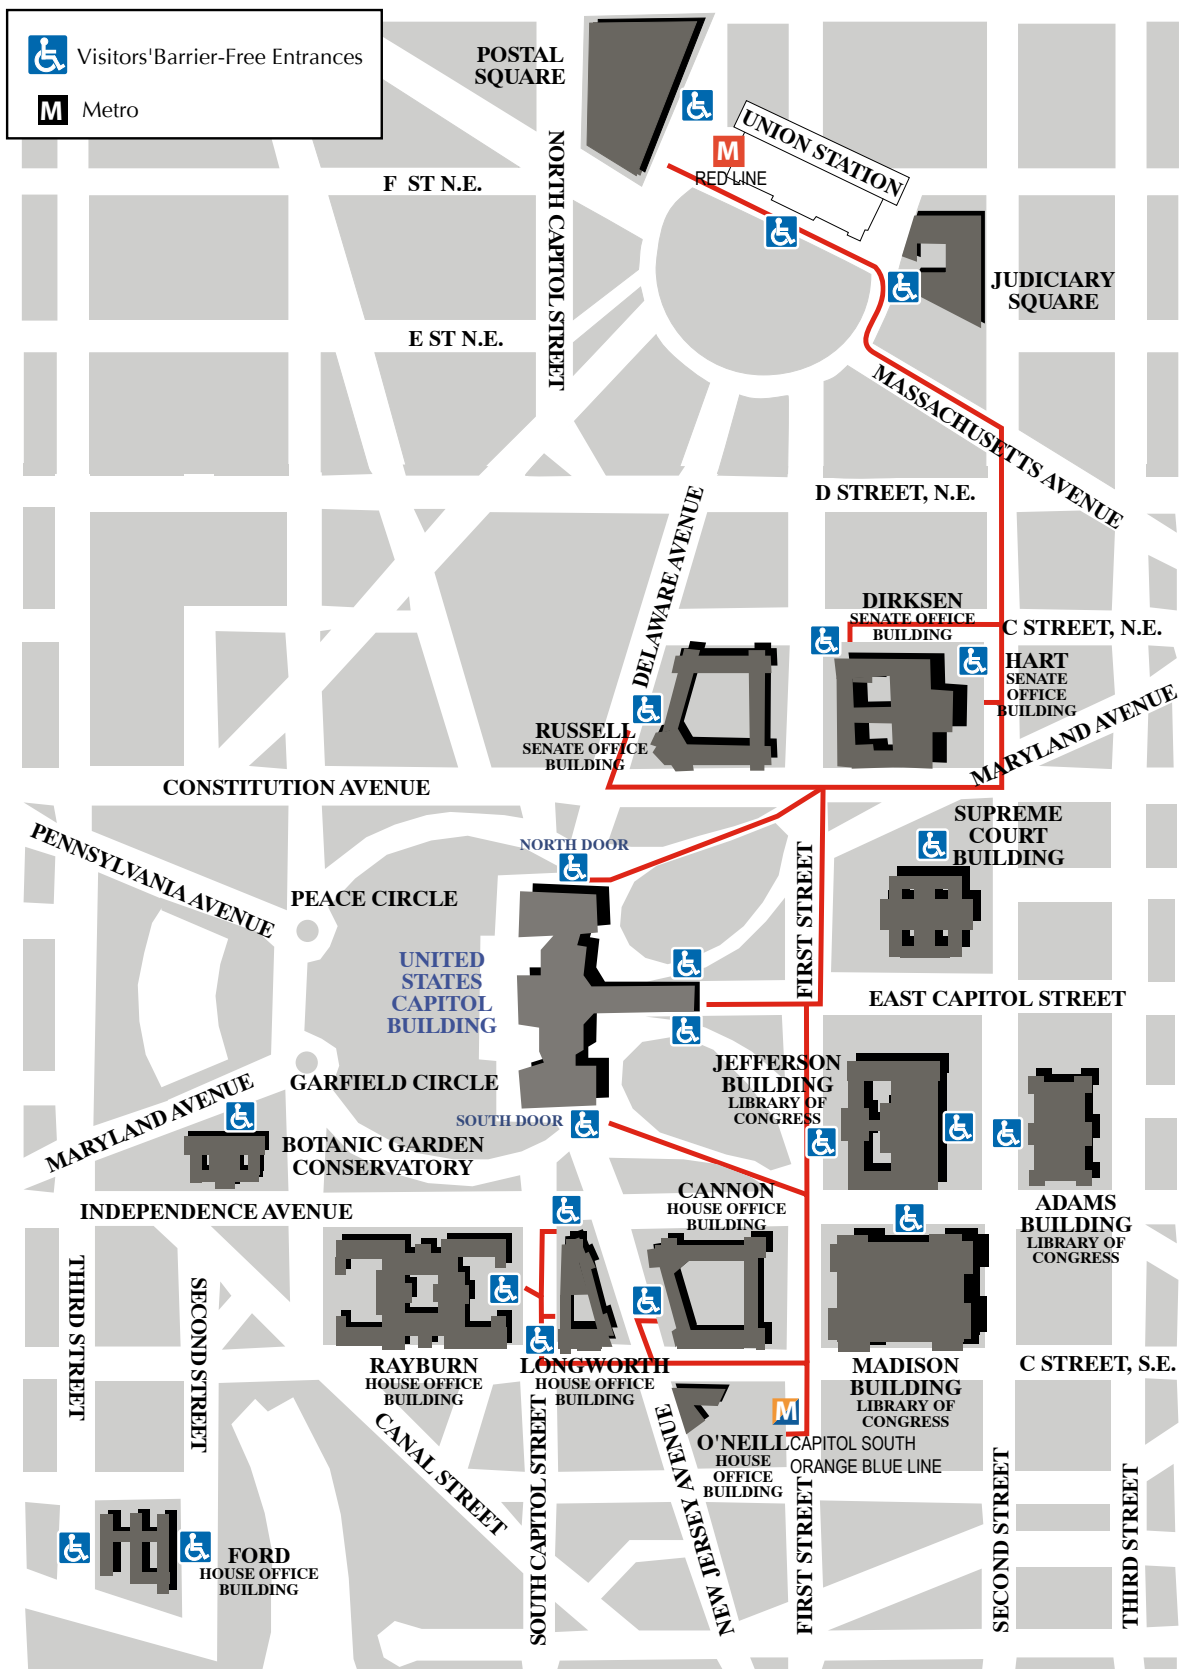 Visitors'Barrier-Free Entrances
M
Metro
POSTAL
SQUARE
UNION STATION
M
RED LINE
F ST N.E.
NORTH CAPITOL STREET
JUDICIARY
SQUARE
E ST N.E.
MASSACHUSETTS AVENUE
D STREET, N.E.
DELAWARE AVENUE
DIRKSEN
SENATE OFFICE
BUILDING
C STREET, N.E.
HART
SENATE
OFFICE
BUILDING
RUSSELL
SENATE OFFICE
BUILDING
MARYLAND AVENUE
CONSTITUTION AVENUE
SUPREME
COURT
BUILDING
PENNSYLVANIA AVENUE
NORTH DOOR
FIRST STREET
PEACE CIRCLE
UNITED
STATES
CAPITOL
BUILDING
EAST CAPITOL STREET
JEFFERSON
BUILDING
LIBRARY OF
CONGRESS
GARFIELD CIRCLE
MARYLAND AVENUE
SOUTH DOOR
BOTANIC GARDEN
CONSERVATORY
CANNON
HOUSE OFFICE
BUILDING
ADAMS
BUILDING
LIBRARY OF
CONGRESS
INDEPENDENCE AVENUE
THIRD STREET
SECOND STREET
RAYBURN
HOUSE OFFICE
BUILDING
LONGWORTH
HOUSE OFFICE
BUILDING
MADISON
BUILDING
LIBRARY OF
CONGRESS
C STREET, S.E.
CANAL STREET
SOUTH CAPITOL STREET
NEW JERSEY AVENUE
M
O'NEILL
HOUSE
OFFICE
BUILDING
CAPITOL SOUTH
ORANGE BLUE LINE
FIRST STREET
SECOND STREET
THIRD STREET
FORD
HOUSE OFFICE
BUILDING